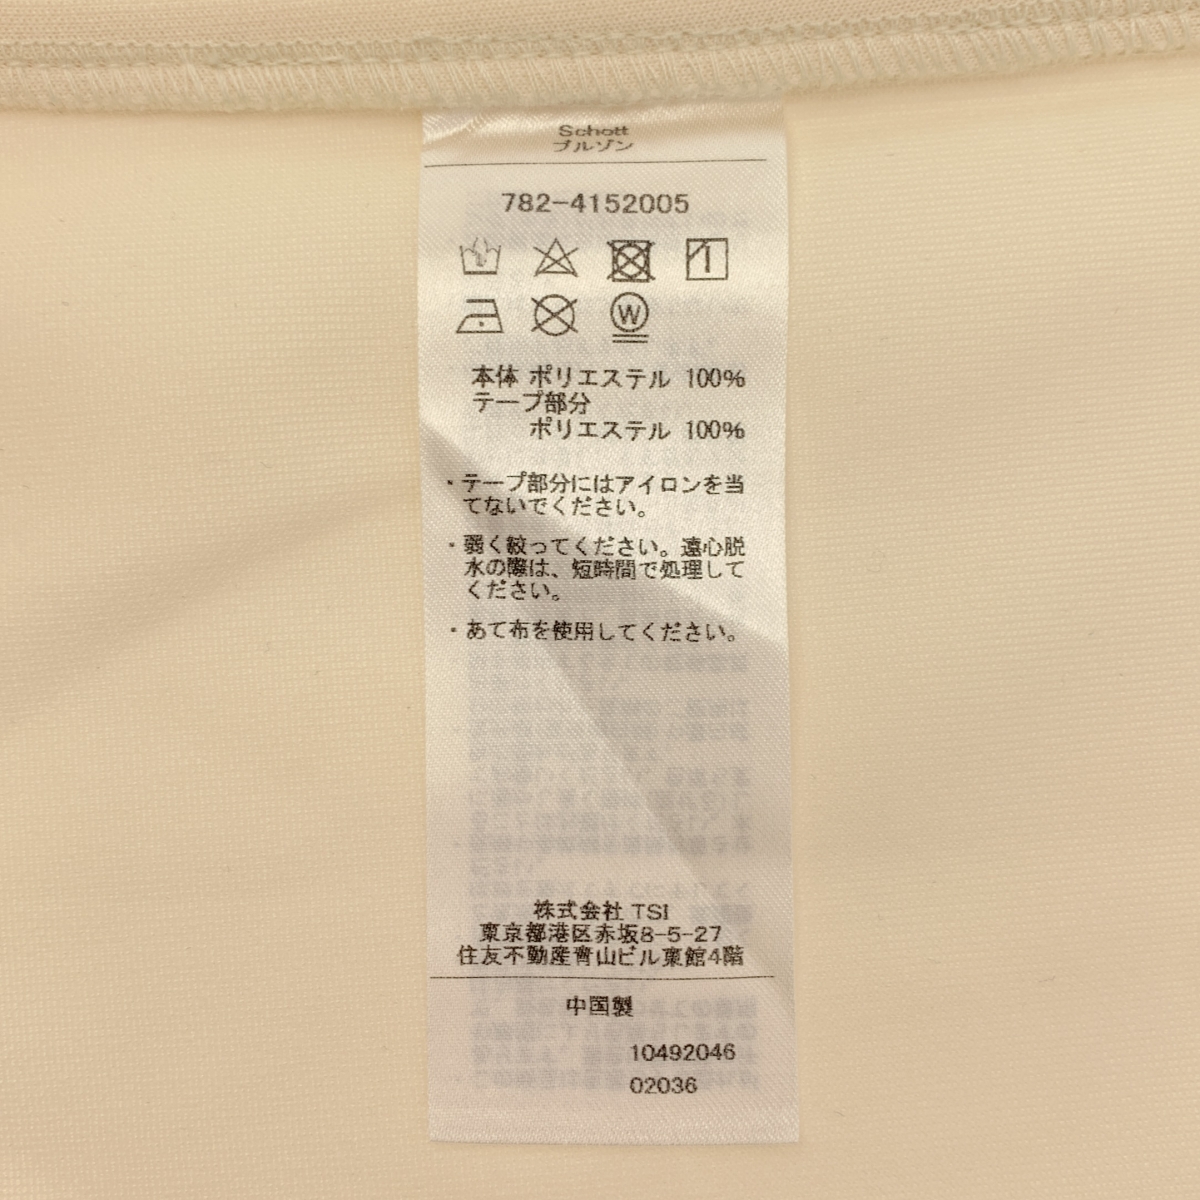 Schott
ブルゾン
782-4152005
W
本体 ポリエステル 100%
テープ部分
ポリエステル 100%
・テープ部分にはアイロンを当
てないでください。
・弱く絞ってください。遠心脱
水の際は、短時間で処理して
ください。
・あて布を使用してください。
株式会社 TSI
東京都港区赤坂8-5-27
住友不動産青山ビル東館4階
中国製
10492046
02036